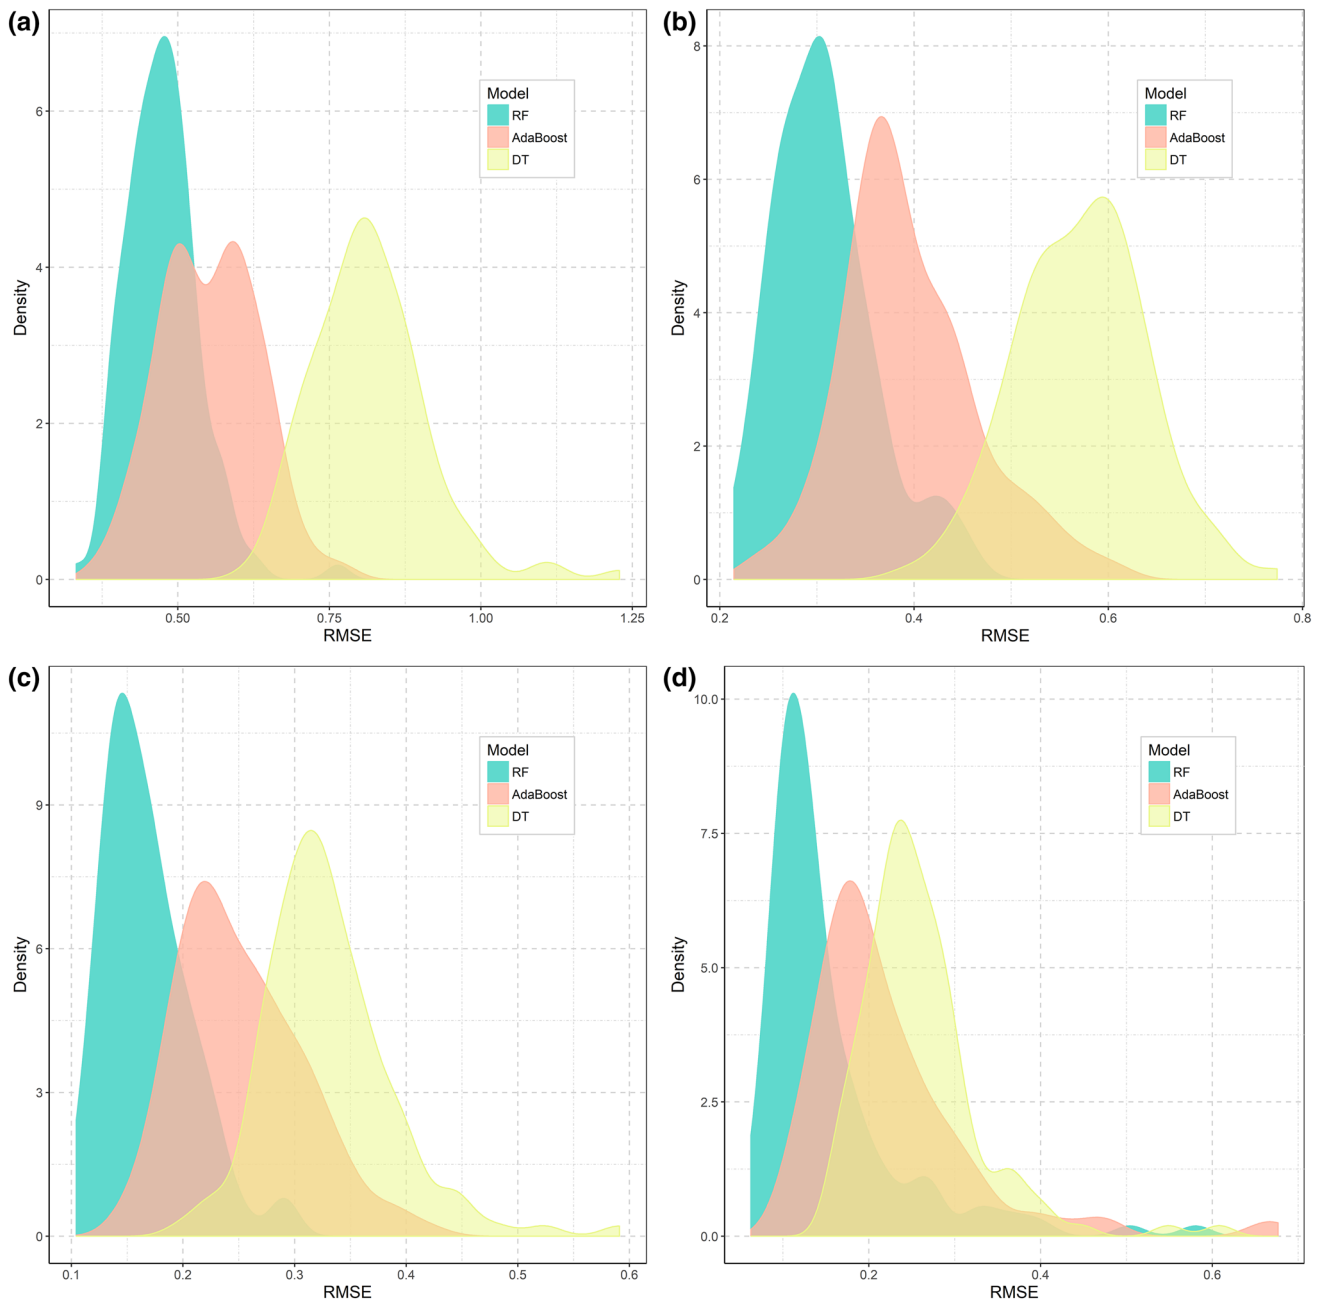 (a)
Model
RF
AdaBoost
DT
6
4
2
0
Density
0.50 0.75 1.00 1.25
RMSE
(b)
Model
RF
AdaBoost
DT
8
6
4
2
0
Density
0.2 0.4 0.6 0.8
RMSE
(c)
Model
RF
AdaBoost
DT
9
6
3
0
Density
0.1 0.2 0.3 0.4 0.5 0.6
RMSE
(d)
Model
RF
AdaBoost
DT
10.0
7.5
5.0
2.5
0.0
Density
0.2 0.4 0.6
RMSE